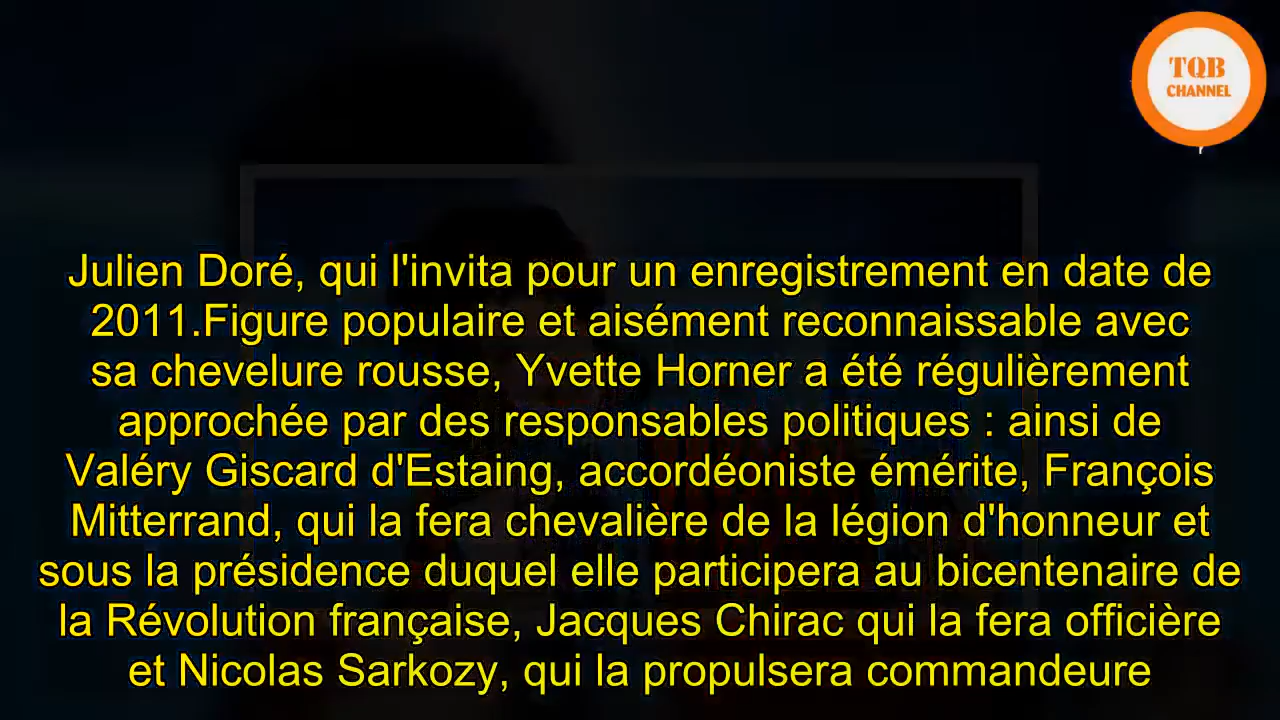 TQB
CHANNEL
Julien Doré, qui l'invita pour un enregistrement en date de
2011.Figure populaire et aisément reconnaissable avec
sa chevelure rousse, Yvette Horner a été régulièrement
approchée par des responsables politiques : ainsi de
Valéry Giscard d'Estaing, accordéoniste émérite, François
Mitterrand, qui la fera chevalière de la légion d'honneur et
sous la présidence duquel elle participera au bicentenaire de
la Révolution française, Jacques Chirac qui la fera officière
et Nicolas Sarkozy, qui la propulsera commandeure